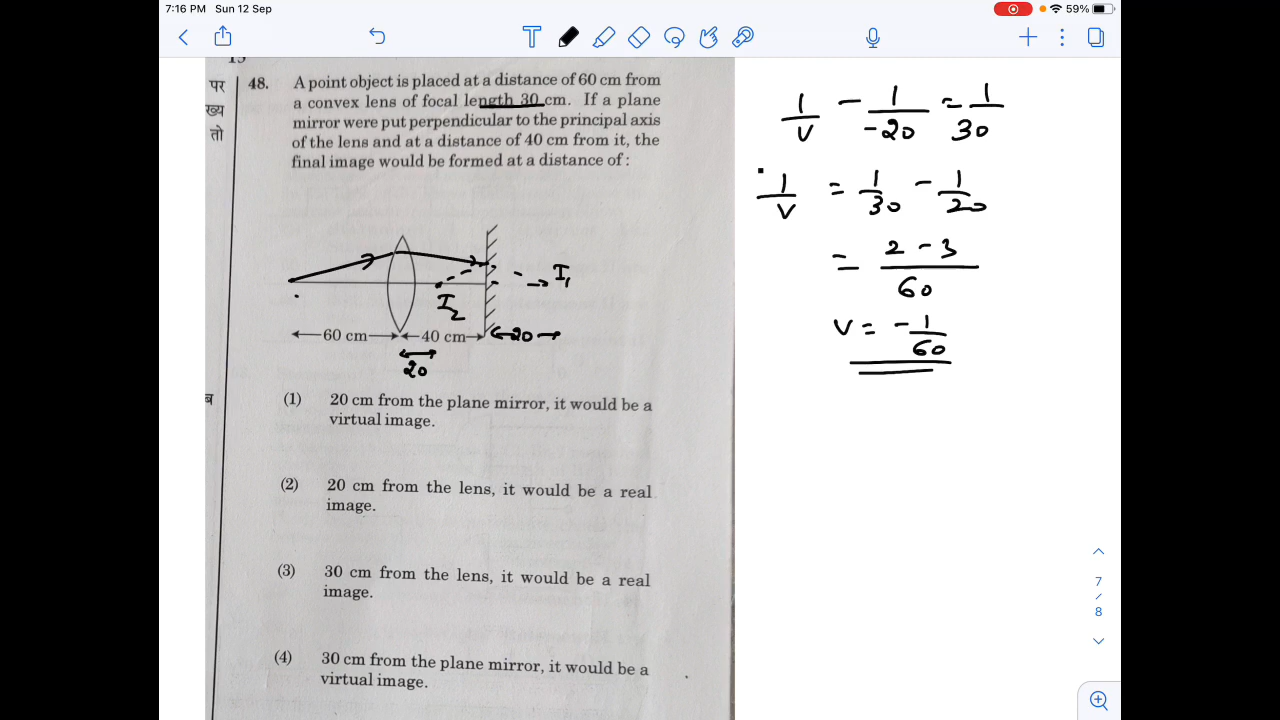 7:16 PM Sun 12 Sep
59%
T
पर
ख्य
तो
ब
48. A point object is placed at a distance of 60 cm from
a convex lens of focal length 30 cm. If a plane
mirror were put perpendicular to the principal axis
of the lens and at a distance of 40 cm from it, the
final image would be formed at a distance of :
I₁
I₂
60 cm 40 cm 20
20
(1) 20 cm from the plane mirror, it would be a
virtual image.
(2) 20 cm from the lens, it would be a real
image.
(3) 30 cm from the lens, it would be a real
image.
(4) 30 cm from the plane mirror, it would be a
virtual image.
1/v - 1/-20 = 1/30
1/v = 1/30 - 1/20
= 2 - 3/60
v = - 1/60
7
/
8